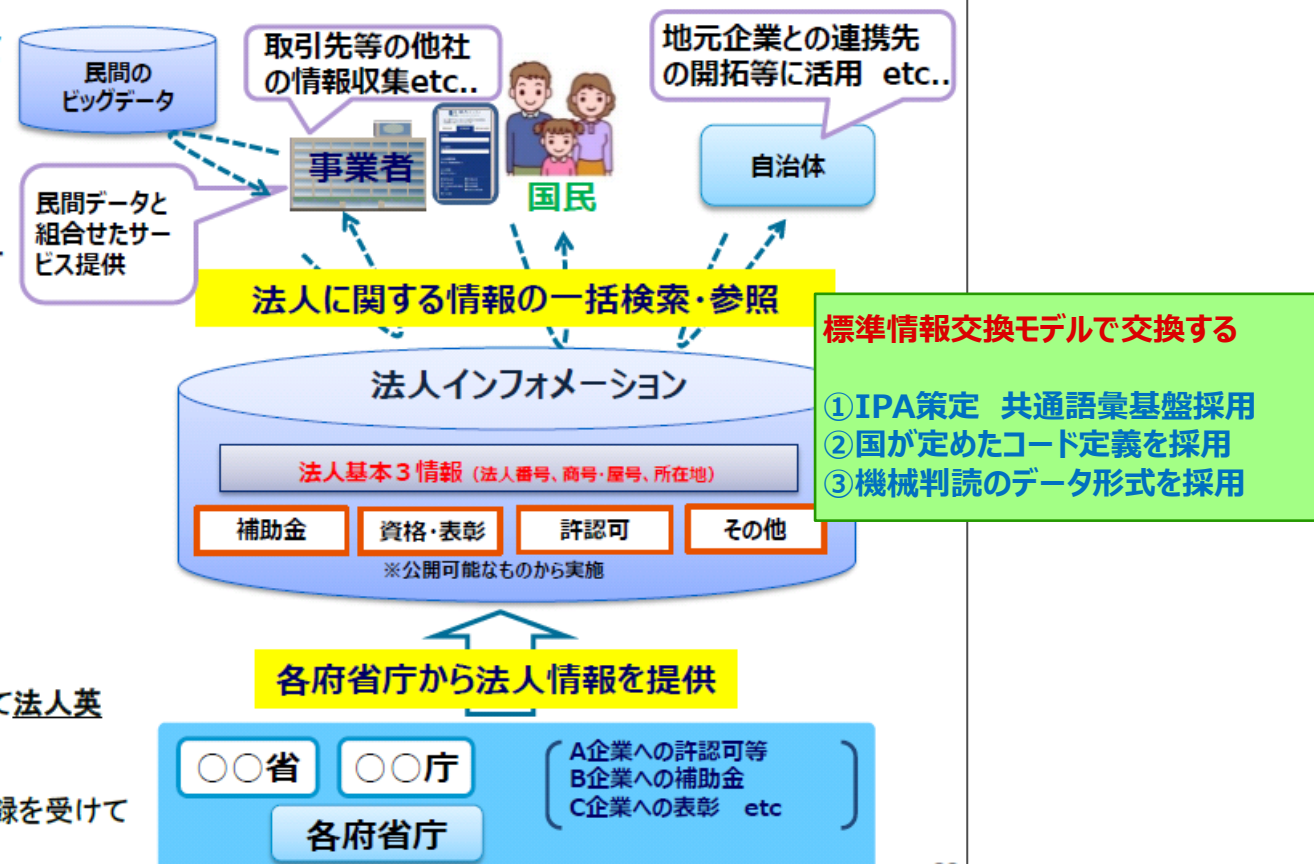 民間の
ビッグデータ
取引先等の他社
の情報収集etc..
地元企業との連携先
の開拓等に活用　etc..
事業者
国民
自治体
民間データと
組合せたサー
ビス提供
法人に関する情報の一括検索・参照
標準情報交換モデルで交換する
①IPA策定　共通語彙基盤採用
②国が定めたコード定義を採用
③機械判読のデータ形式を採用
法人インフォメーション
法人基本３情報（法人番号、商号・屋号、所在地）
補助金
資格・表彰
許認可
その他
※公開可能なものから実施
各府省庁から法人情報を提供
て法人英
録を受けて
○○省
○○庁
各府省庁
A企業への許認可等
B企業への補助金
C企業への表彰　etc